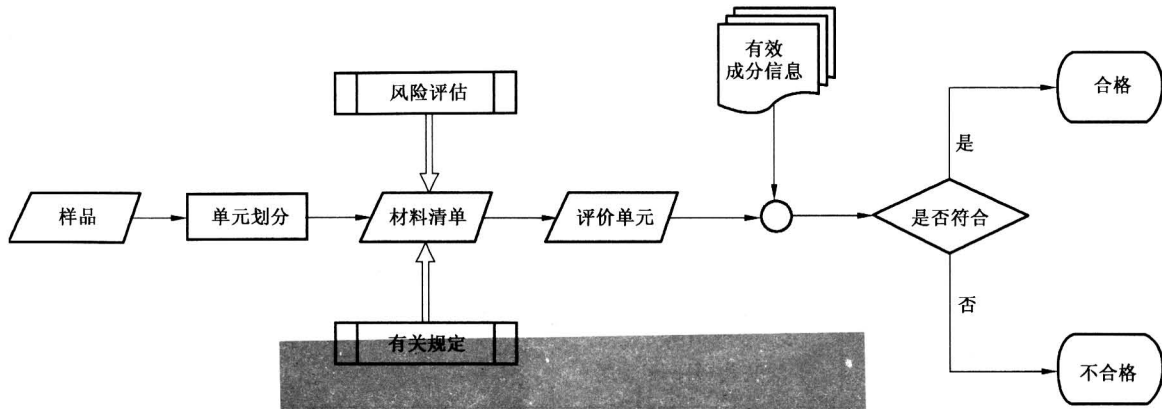 有效
成分信息
风险评估
合格
是
样品
单元划分
材料清单
评价单元
是否符合
否
有关规定
不合格